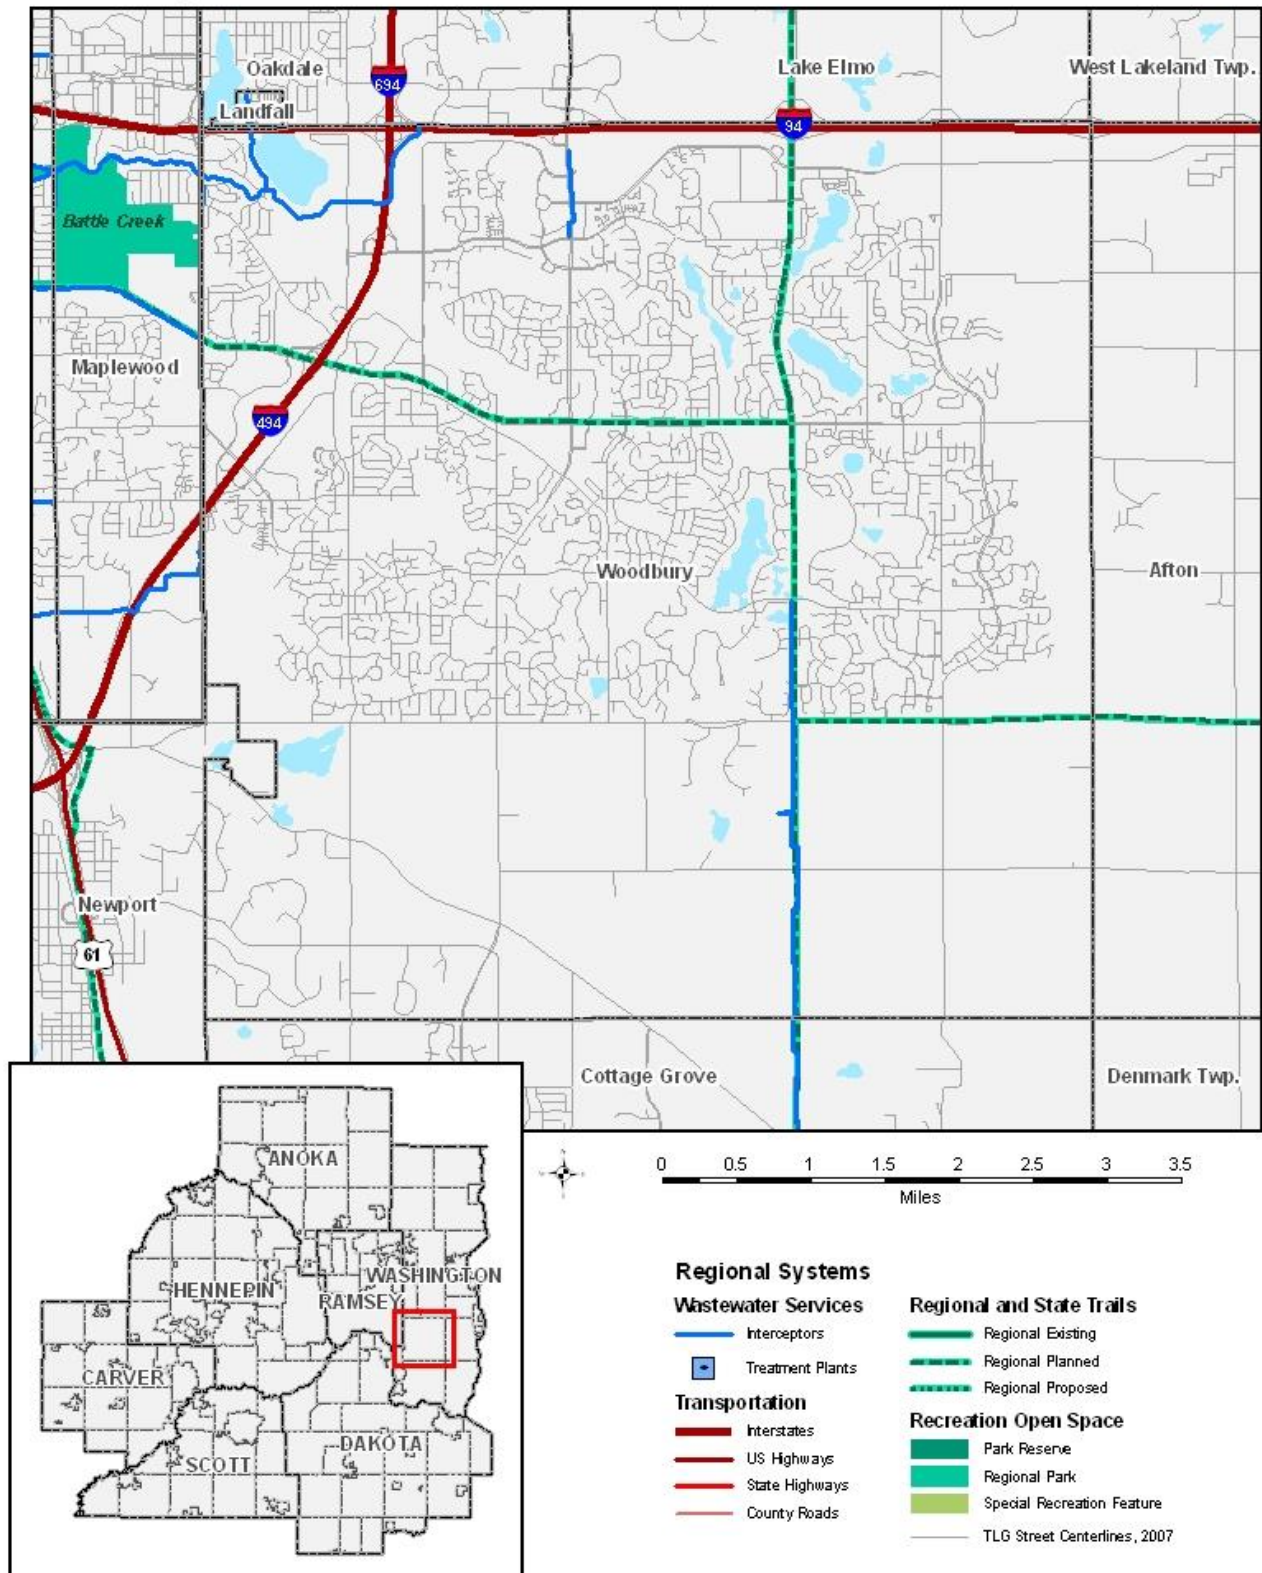 Oakdale
Lake Elmo
West Lakeland Twp.
694
Landfall
94
Battle Creek
Maplewood
494
Woodbury
Afton
Newport
61
Cottage Grove
Denmark Twp.
ANOKA
HENNEPIN
WASHINGTON
RAMSEY
CARVER
SCOTT
DAKOTA
0 0.5 1 1.5 2 2.5 3 3.5
Miles
Regional Systems
Wastewater Services
Interceptors
Treatment Plants
Transportation
Interstates
US Highways
State Highways
County Roads
Regional and State Trails
Regional Existing
Regional Planned
Regional Proposed
Recreation Open Space
Park Reserve
Regional Park
Special Recreation Feature
TLG Street Centerlines, 2007